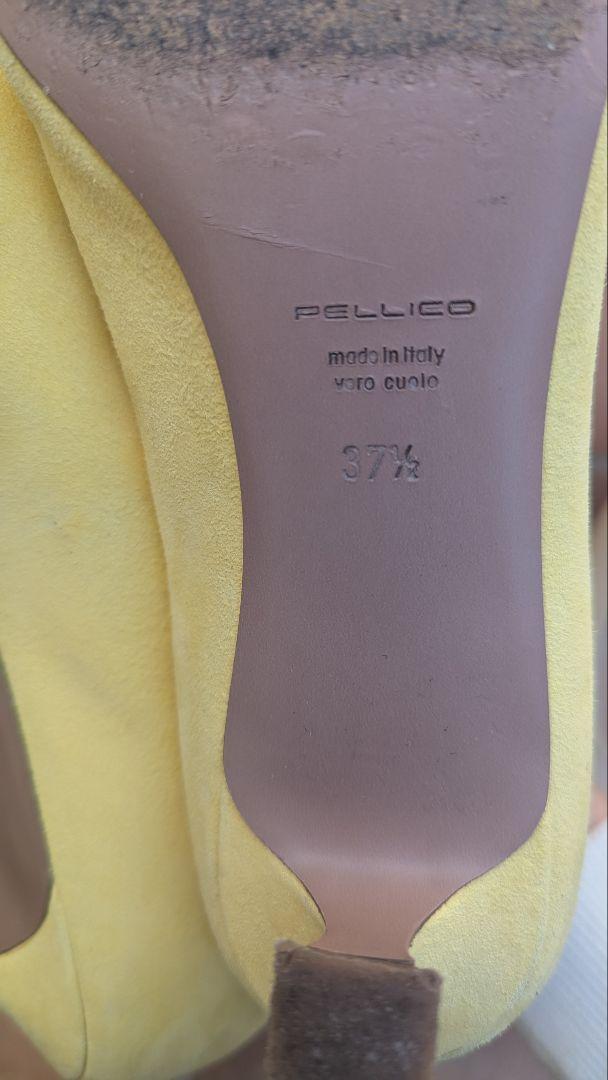 PELLICO
made in Italy
vero cuoio
37½